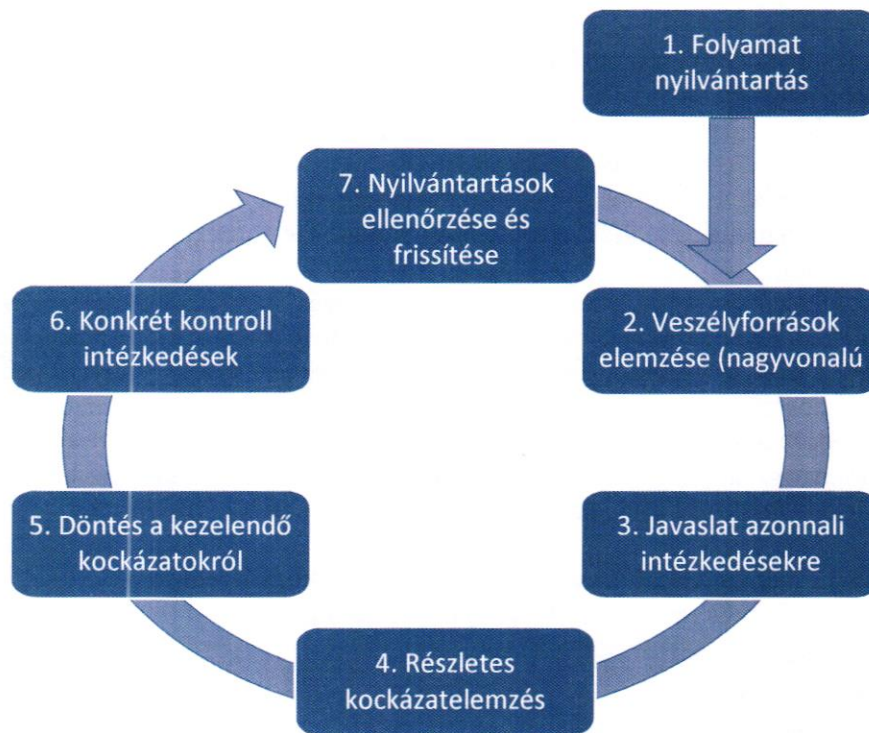 1. Folyamat
nyilvántartás
7. Nyilvántartások
ellenőrzése és
frissítése
2. Veszélyforrások
elemzése (nagyvonalú
3. Javaslat azonnali
intézkedésekre
4. Részletes
kockázatelemzés
5. Döntés a kezelendő
kockázatokról
6. Konkrét kontroll
intézkedések